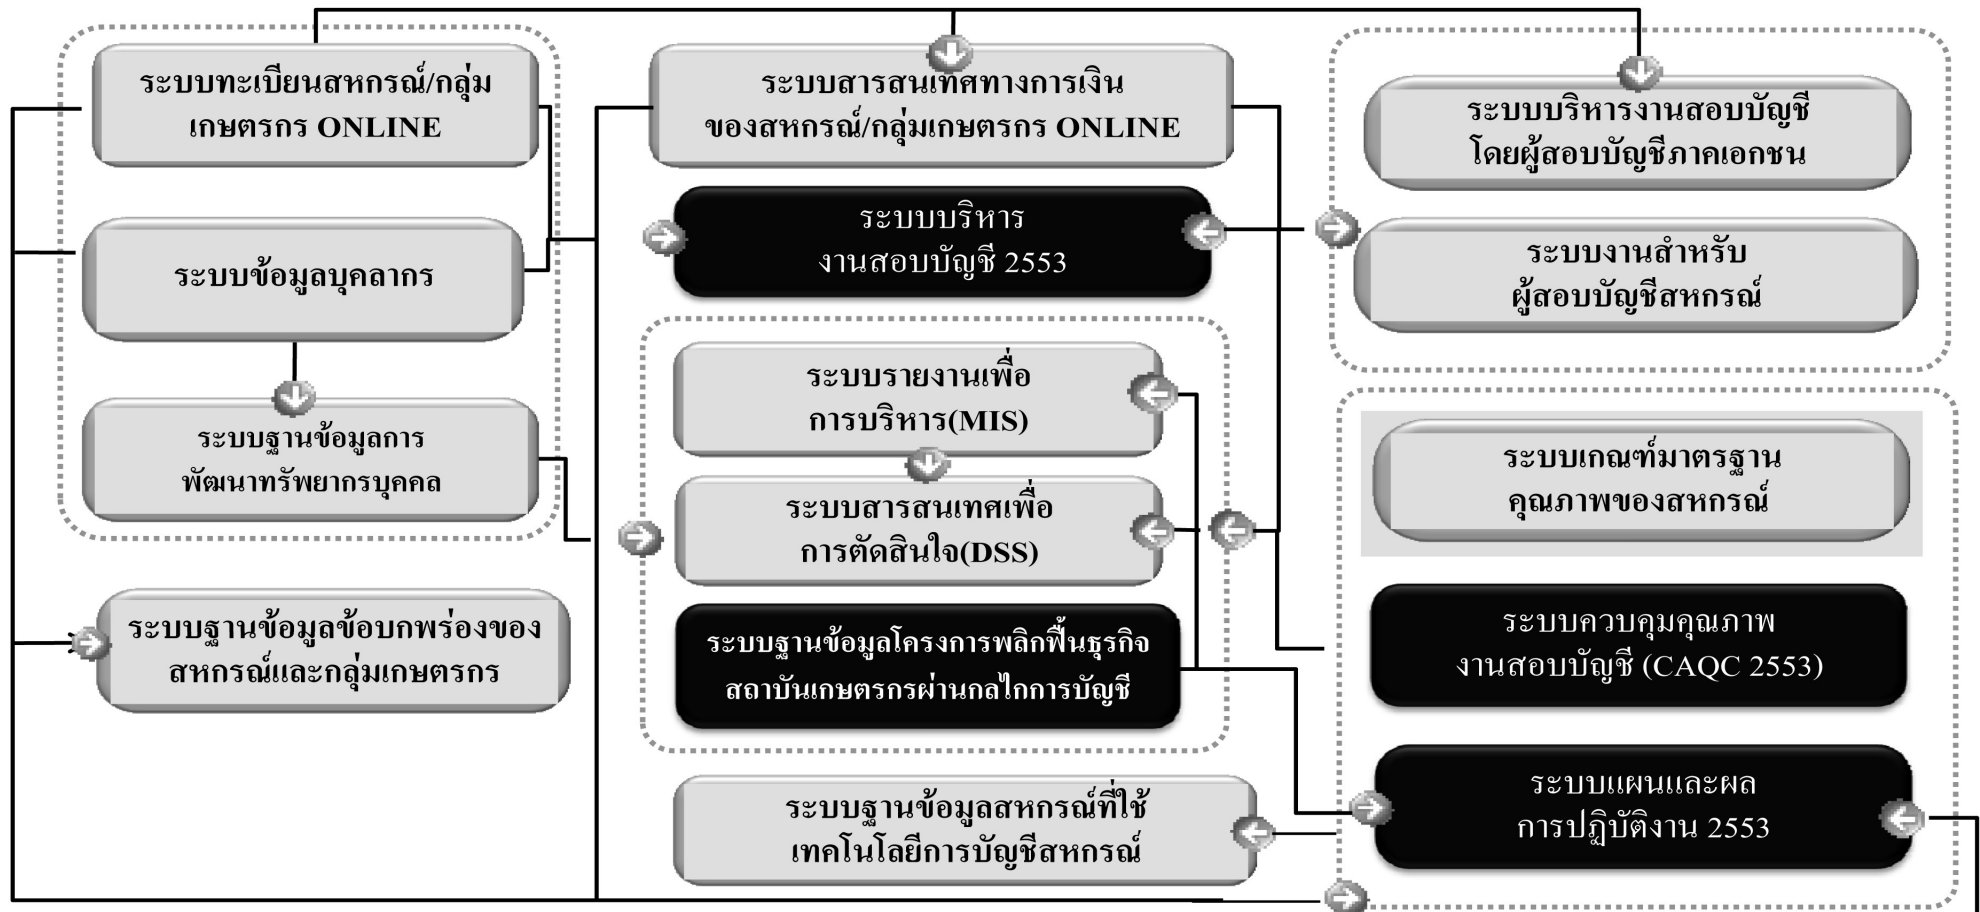 ระบบทะเบียนสหกรณ์/กลุ่ม
เกษตรกร ONLINE
ระบบข้อมูลบุคลากร
ระบบฐานข้อมูลการ
พัฒนาทรัพยากรบุคคล
ระบบฐานข้อมูลข้อบกพร่องของ
สหกรณ์และกลุ่มเกษตรกร
ระบบสารสนเทศทางการเงิน
ของสหกรณ์/กลุ่มเกษตรกร ONLINE
ระบบบริหาร
งานสอบบัญชี 2553
ระบบรายงานเพื่อ
การบริหาร(MIS)
ระบบสารสนเทศเพื่อ
การตัดสินใจ(DSS)
ระบบฐานข้อมูลโครงการพลิกฟื้นธุรกิจ
สถาบันเกษตรกรผ่านกลไกการบัญชี
ระบบฐานข้อมูลสหกรณ์ที่ใช้
เทคโนโลยีการบัญชีสหกรณ์
ระบบบริหารงานสอบบัญชี
โดยผู้สอบบัญชีภาคเอกชน
ระบบงานสำหรับ
ผู้สอบบัญชีสหกรณ์
ระบบเกณฑ์มาตรฐาน
คุณภาพของสหกรณ์
ระบบควบคุมคุณภาพ
งานสอบบัญชี (CAQC 2553)
ระบบแผนและผล
การปฏิบัติงาน 2553